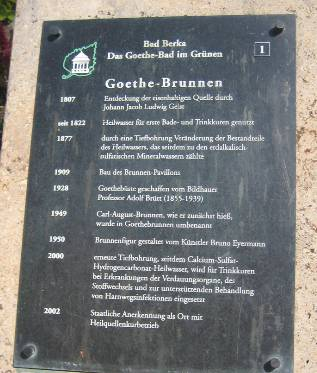 Bad Berka
Das Goethe-Bad im Grünen
1
Goethe-Brunnen
1807 Entdeckung der eisenhaltigen Quelle durch
Johann Jacob Ludwig Geist
seit 1822 Heilwasser für erste Bade- und Trinkkuren genutzt
1877 durch eine Tiefbohrung Veränderung der Bestandteile
des Heilwassers, das seitdem zu den erdalkalisch-
sulfatischen Mineralwassern zählte
1909 Bau des Brunnen-Pavillons
1928 Goethebüste geschaffen vom Bildhauer
Professor Adolf Brütt (1855-1939)
1949 Carl-August-Brunnen, wie er zunächst hieß,
wurde in Goethebrunnen umbenannt
1950 Brunnenfigur gestaltet vom Künstler Bruno Eyermann
2000 erneute Tiefbohrung, seitdem Calcium-Sulfat-
Hydrogencarbonat-Heilwasser, wird für Trinkkuren
bei Erkrankungen der Verdauungsorgane, des
Stoffwechsels und zur unterstützenden Behandlung
von Harnwegsinfektionen eingesetzt
2002 Staatliche Anerkennung als Ort mit
Heilquellenkurbetrieb